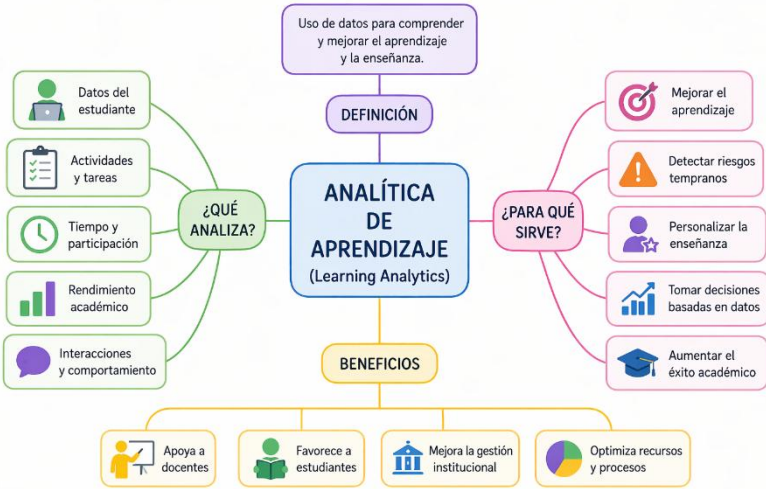 Uso de datos para comprender
y mejorar el aprendizaje
y la enseñanza.
DEFINICIÓN
ANALÍTICA
DE
APRENDIZAJE
(Learning Analytics)
¿QUÉ
ANALIZA?
Datos del
estudiante
Actividades
y tareas
Tiempo y
participación
Rendimiento
académico
Interacciones
y comportamiento
¿PARA QUÉ
SIRVE?
Mejorar el
aprendizaje
Detectar riesgos
tempranos
Personalizar la
enseñanza
Tomar decisiones
basadas en datos
Aumentar el
éxito académico
BENEFICIOS
Apoya a
docentes
Favorece a
estudiantes
Mejora la gestión
institucional
Optimiza recursos
y procesos